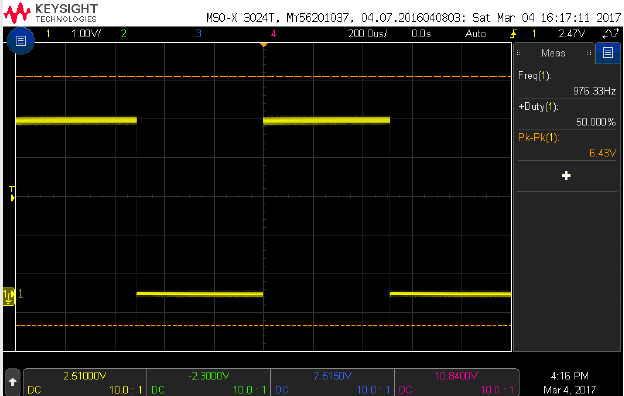 KEYSIGHT
TECHNOLOGIES
MSO-X 3024T, MY56201037, 04.07.2016040803: Sat Mar 04 16:17:11 2017
1 1.00V/ 2 3 4 200.0us/ 0.0s Auto 1 2.47V
Meas
Freq(1):
976.33Hz
+Duty(1):
50.000%
Pk-Pk(1):
6.43V
T
1 1
2.51000V -2.3000V 7.5150V 10.8400V
DC 10.0 : 1 DC 10.0 : 1 DC 10.0 : 1 DC 10.0 : 1
4:16 PM
Mar 4, 2017